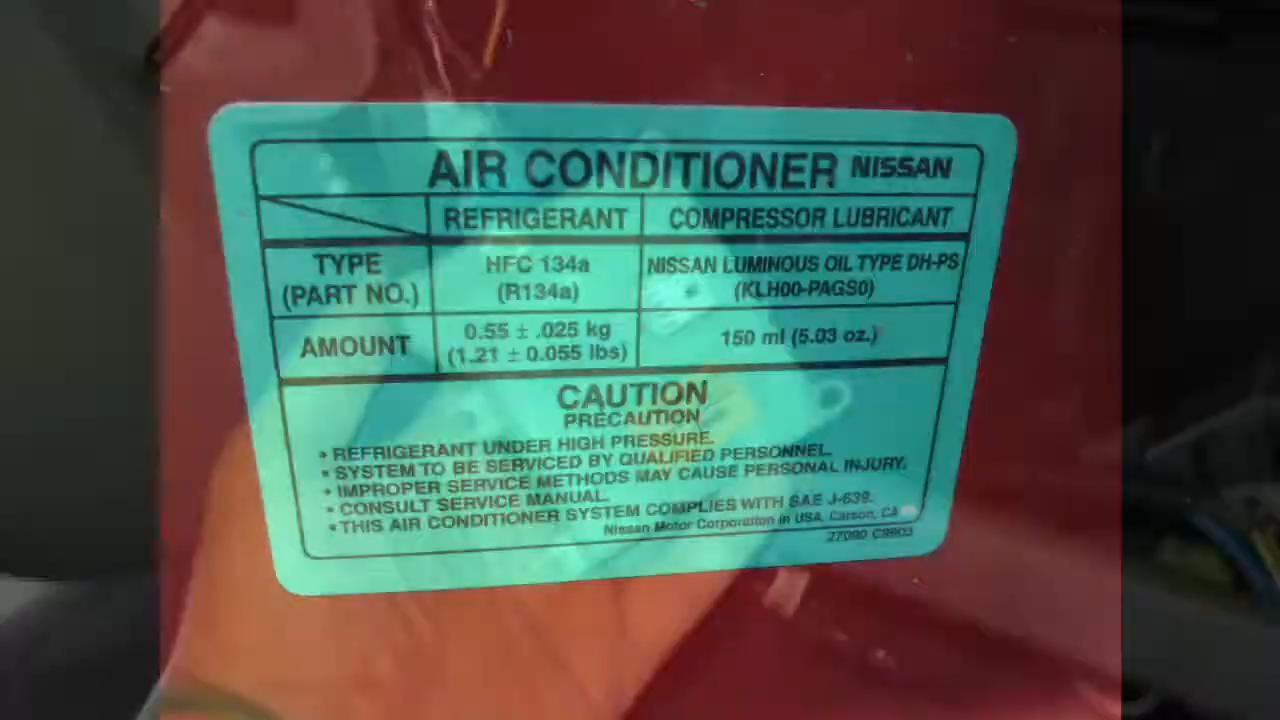 AIR CONDITIONER NISSAN
REFRIGERANT COMPRESSOR LUBRICANT
TYPE (PART NO.) HFC 134a (R134a) NISSAN LUMINOUS OIL TYPE DH-PS (KLH00-PAGS0)
AMOUNT 0.55 ± .025 kg (1.21 ± 0.055 lbs) 150 ml (5.03 oz.)
CAUTION
PRECAUTION
• REFRIGERANT UNDER HIGH PRESSURE.
• SYSTEM TO BE SERVICED BY QUALIFIED PERSONNEL.
• IMPROPER SERVICE METHODS MAY CAUSE PERSONAL INJURY.
• CONSULT SERVICE MANUAL.
• THIS AIR CONDITIONER SYSTEM COMPLIES WITH SAE J-639.
Nissan Motor Corporation in USA, Carson, CA
27090